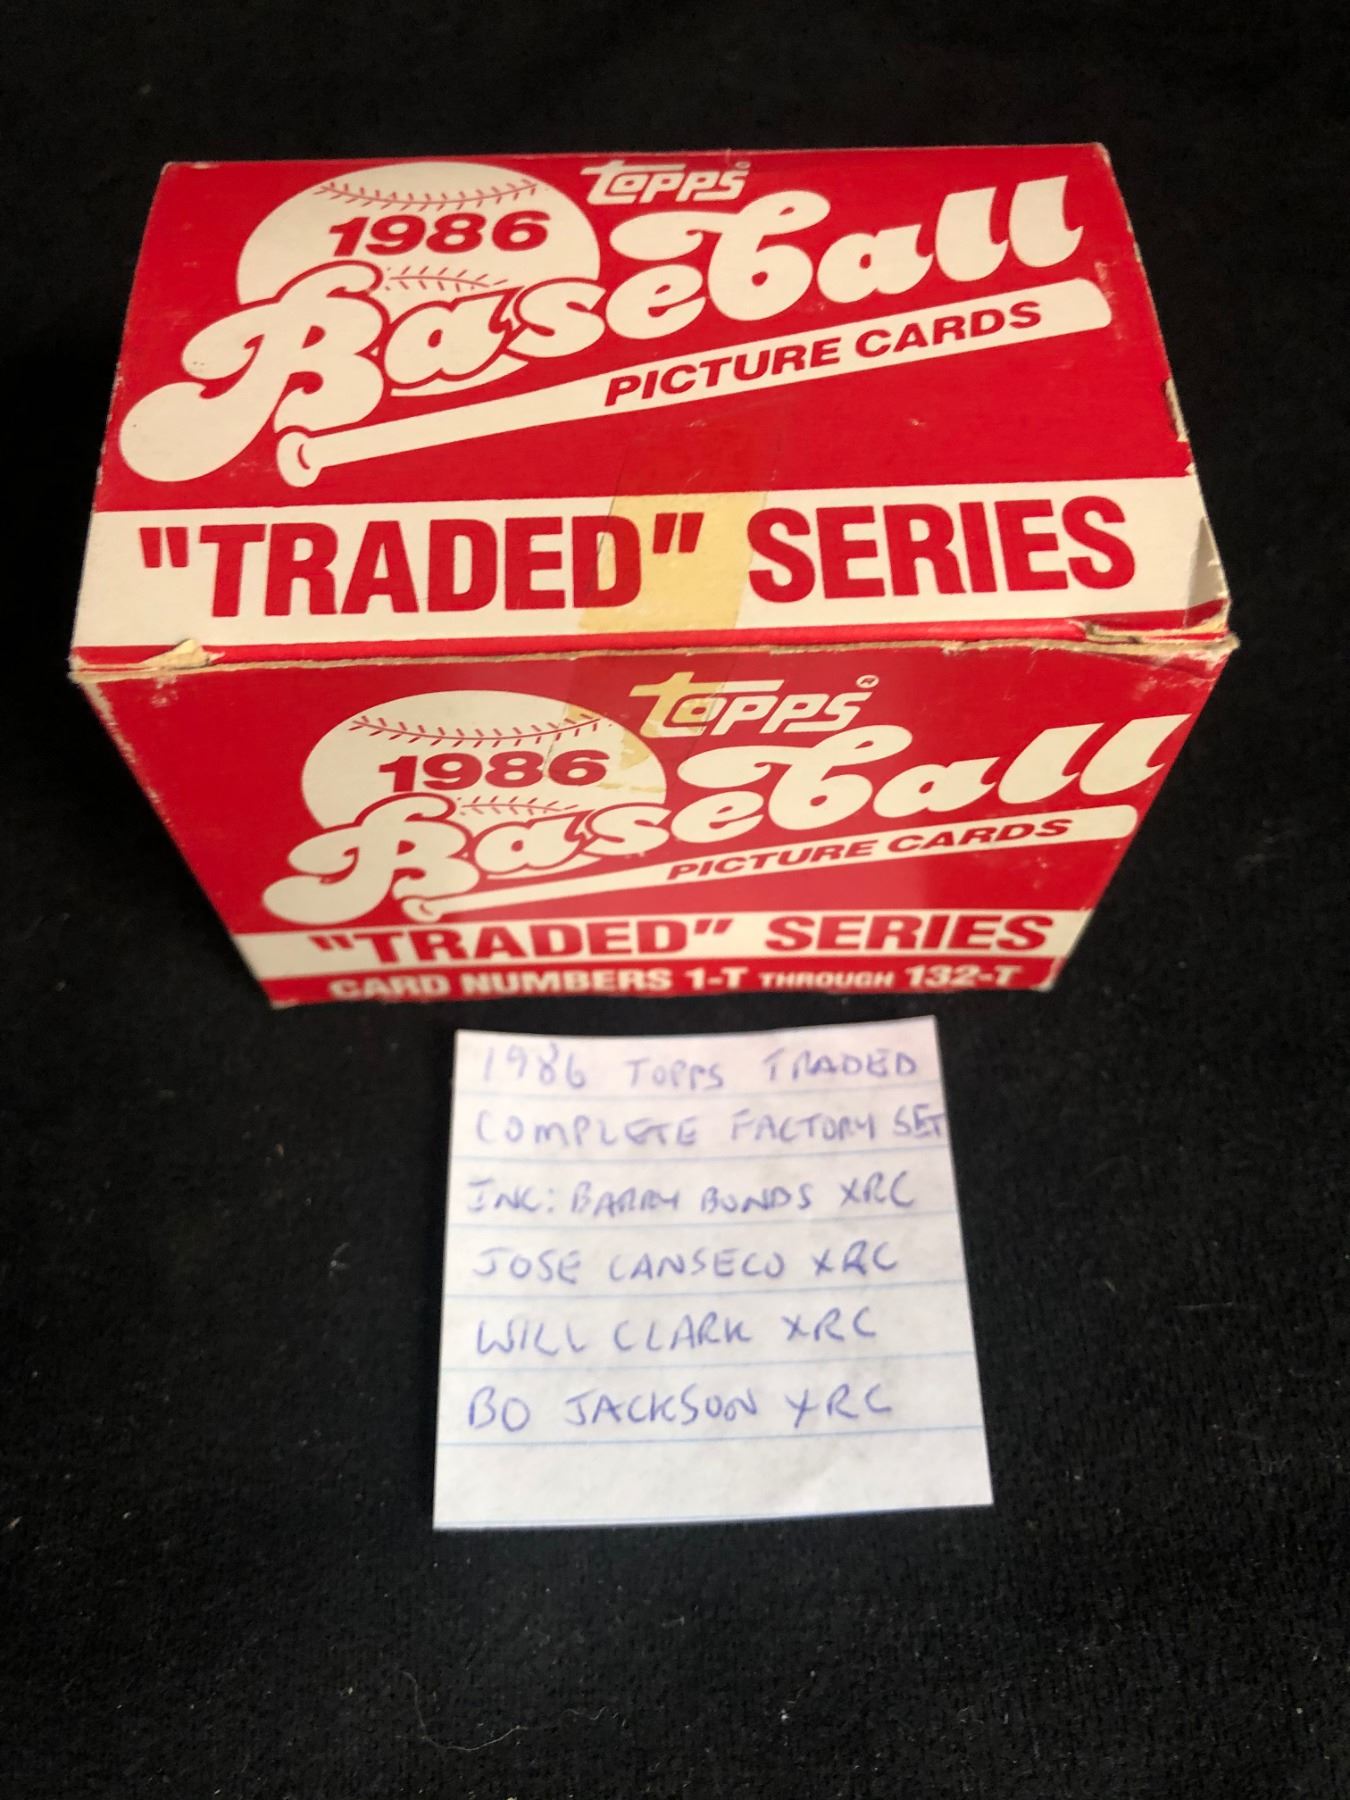 Topps®
1986
Baseball
PICTURE CARDS
"TRADED" SERIES
Topps®
1986
Baseball
PICTURE CARDS
"TRADED" SERIES
CARD NUMBERS 1-T THROUGH 132-T
1986 TOPPS TRADED
COMPLETE FACTORY SET
INC: BARRY BONDS XRC
JOSE CANSECO XRC
WILL CLARK XRC
BO JACKSON XRC